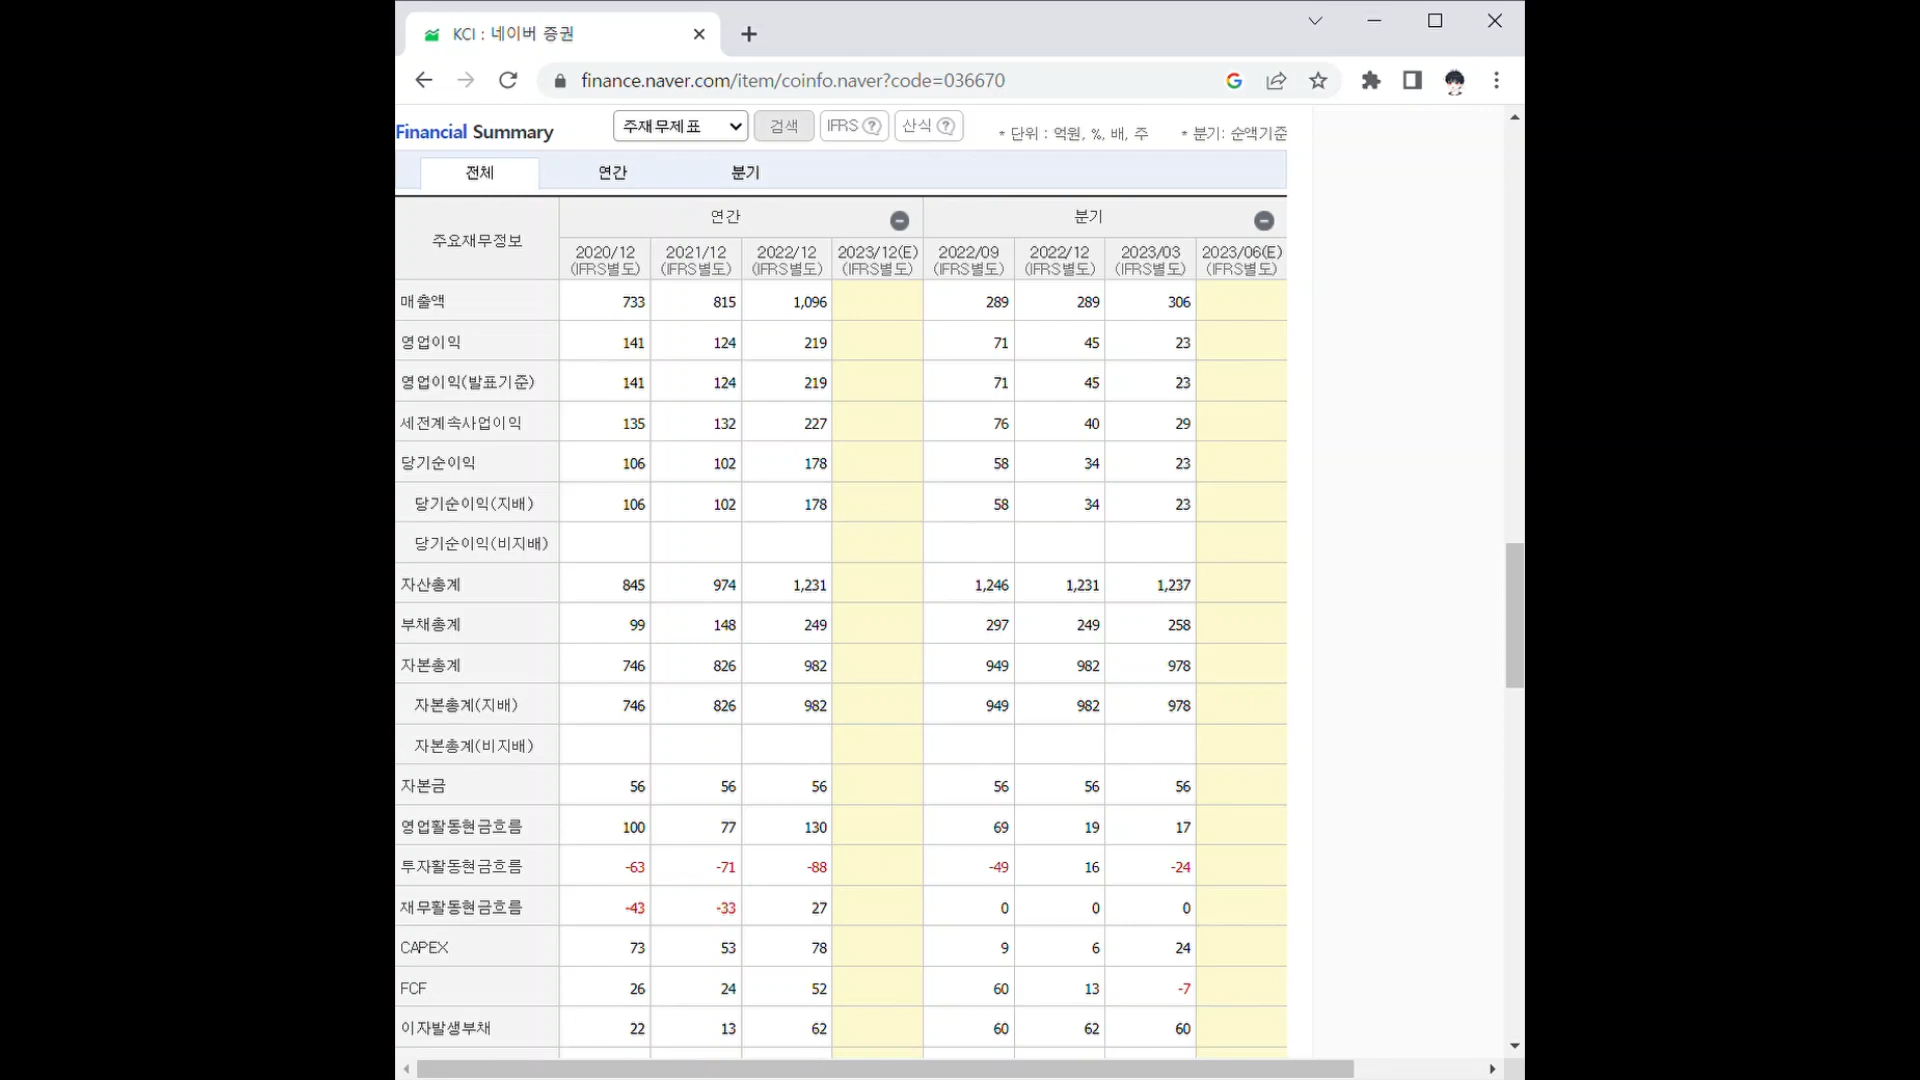 KCI : 네이버 증권
finance.naver.com/item/coinfo.naver?code=036670
Financial Summary 주재무제표 검색 IFRS ? 산식 ? * 단위 : 억원, %, 배, 주 * 분기: 순액기준
전체 연간 분기
주요재무정보 연간 분기
2020/12 2021/12 2022/12 2023/12(E) 2022/09 2022/12 2023/03 2023/06(E)
(IFRS별도) (IFRS별도) (IFRS별도) (IFRS별도) (IFRS별도) (IFRS별도) (IFRS별도) (IFRS별도)
매출액 733 815 1,096 289 289 306
영업이익 141 124 219 71 45 23
영업이익(발표기준) 141 124 219 71 45 23
세전계속사업이익 135 132 227 76 40 29
당기순이익 106 102 178 58 34 23
당기순이익(지배) 106 102 178 58 34 23
당기순이익(비지배)
자산총계 845 974 1,231 1,246 1,231 1,237
부채총계 99 148 249 297 249 258
자본총계 746 826 982 949 982 978
자본총계(지배) 746 826 982 949 982 978
자본총계(비지배)
자본금 56 56 56 56 56 56
영업활동현금흐름 100 77 130 69 19 17
투자활동현금흐름 -63 -71 -88 -49 16 -24
재무활동현금흐름 -43 -33 27 0 0 0
CAPEX 73 53 78 9 6 24
FCF 26 24 52 60 13 -7
이자발생부채 22 13 62 60 62 60